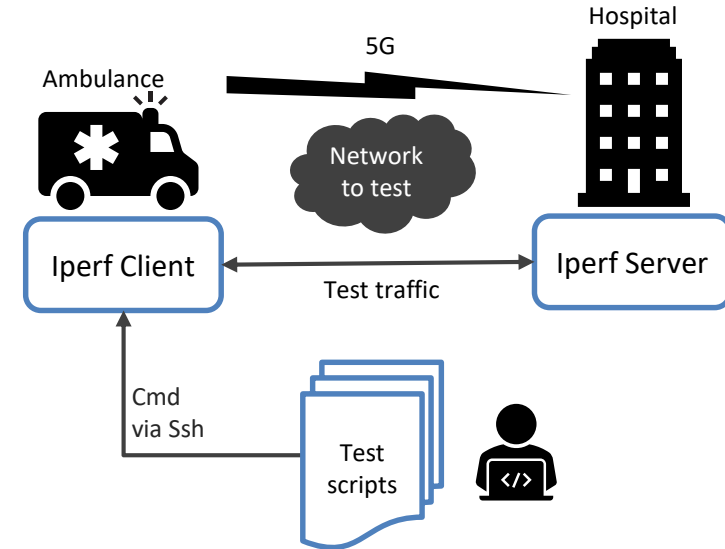 Hospital
5G
Ambulance
Network
to test
Iperf Client
Iperf Server
Test traffic
Cmd
via Ssh
Test
scripts
</>